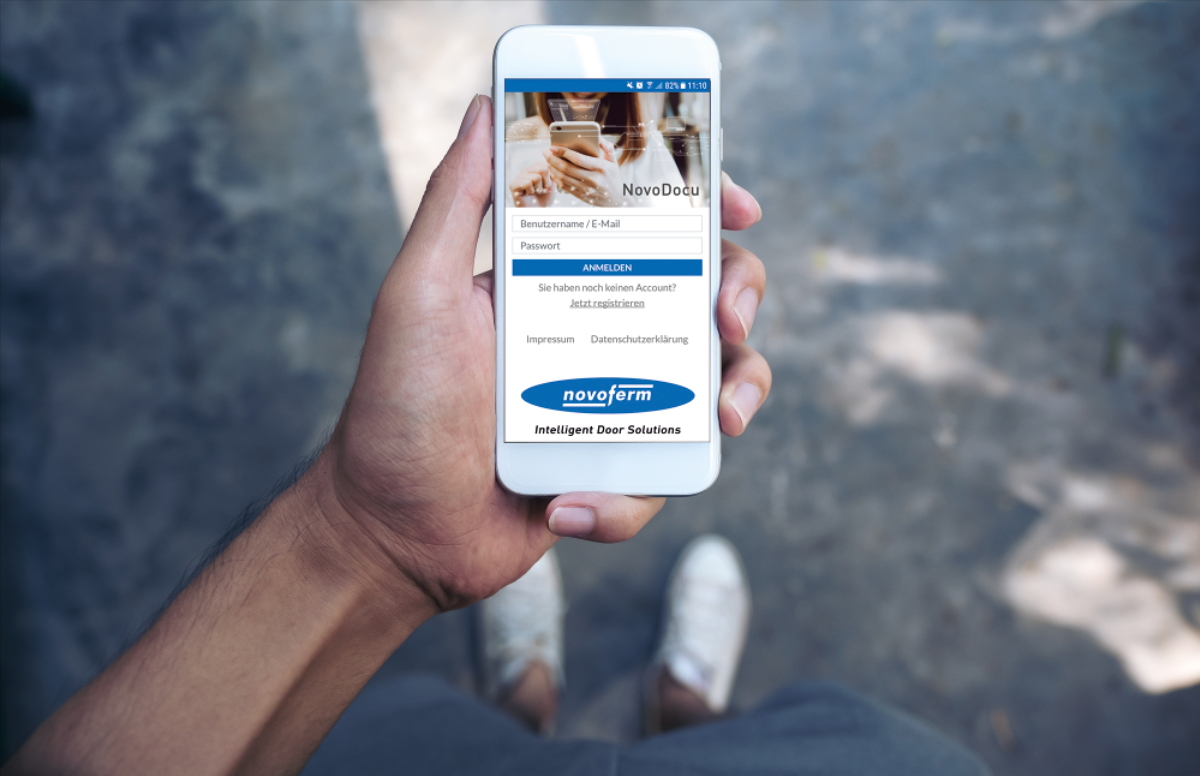 82% 11:10
NovoDocu
Benutzername / E-Mail
Passwort
ANMELDEN
Sie haben noch keinen Account?
Jetzt registrieren
Impressum Datenschutzerklärung
novoferm
Intelligent Door Solutions